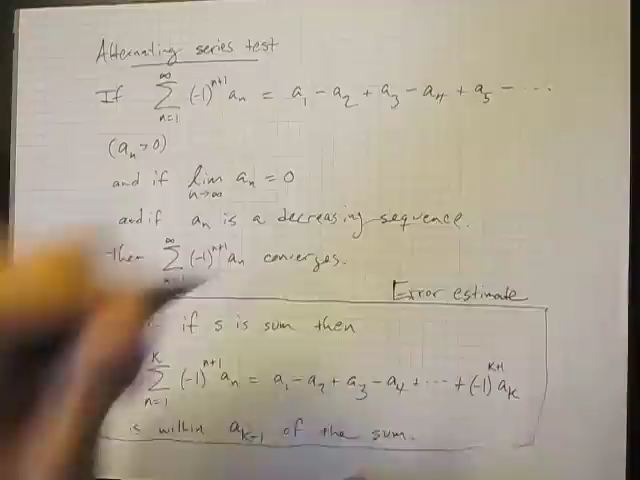 Alternating series test
If ∞ Σ n=1 (-1)^{n+1} a_n = a_1 - a_2 + a_3 - a_4 + a_5 - ...
(a_n > 0)
and if lim n→∞ a_n = 0
and if a_n is a decreasing sequence.
then ∞ Σ n=1 (-1)^{n+1} a_n converges.
Error estimate
if s is sum then
K Σ n=1 (-1)^{n+1} a_n = a_1 - a_2 + a_3 - a_4 + ... + (-1)^{K+1} a_K
is within a_{K+1} of the sum.